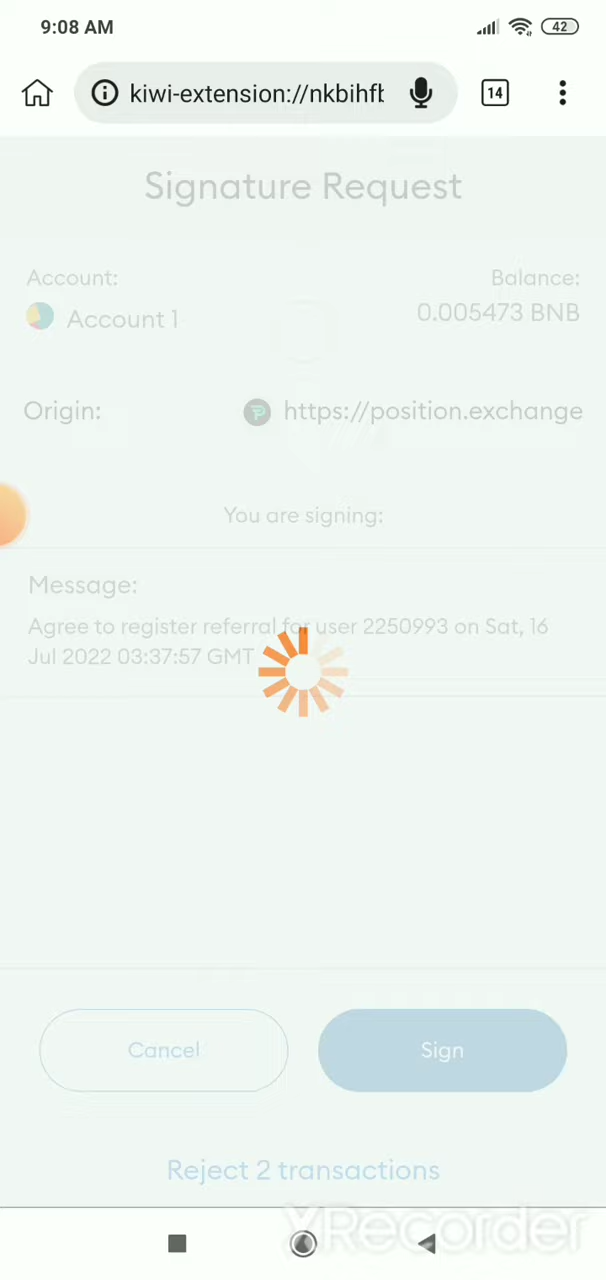 9:08 AM
42
kiwi-extension://nkbihfb
14
Signature Request
Account:
Balance:
Account 1
0.005473 BNB
Origin:
https://position.exchange
You are signing:
Message:
Agree to register referral for user 2250993 on Sat, 16
Jul 2022 03:37:57 GMT
Cancel
Sign
Reject 2 transactions
XRecorder